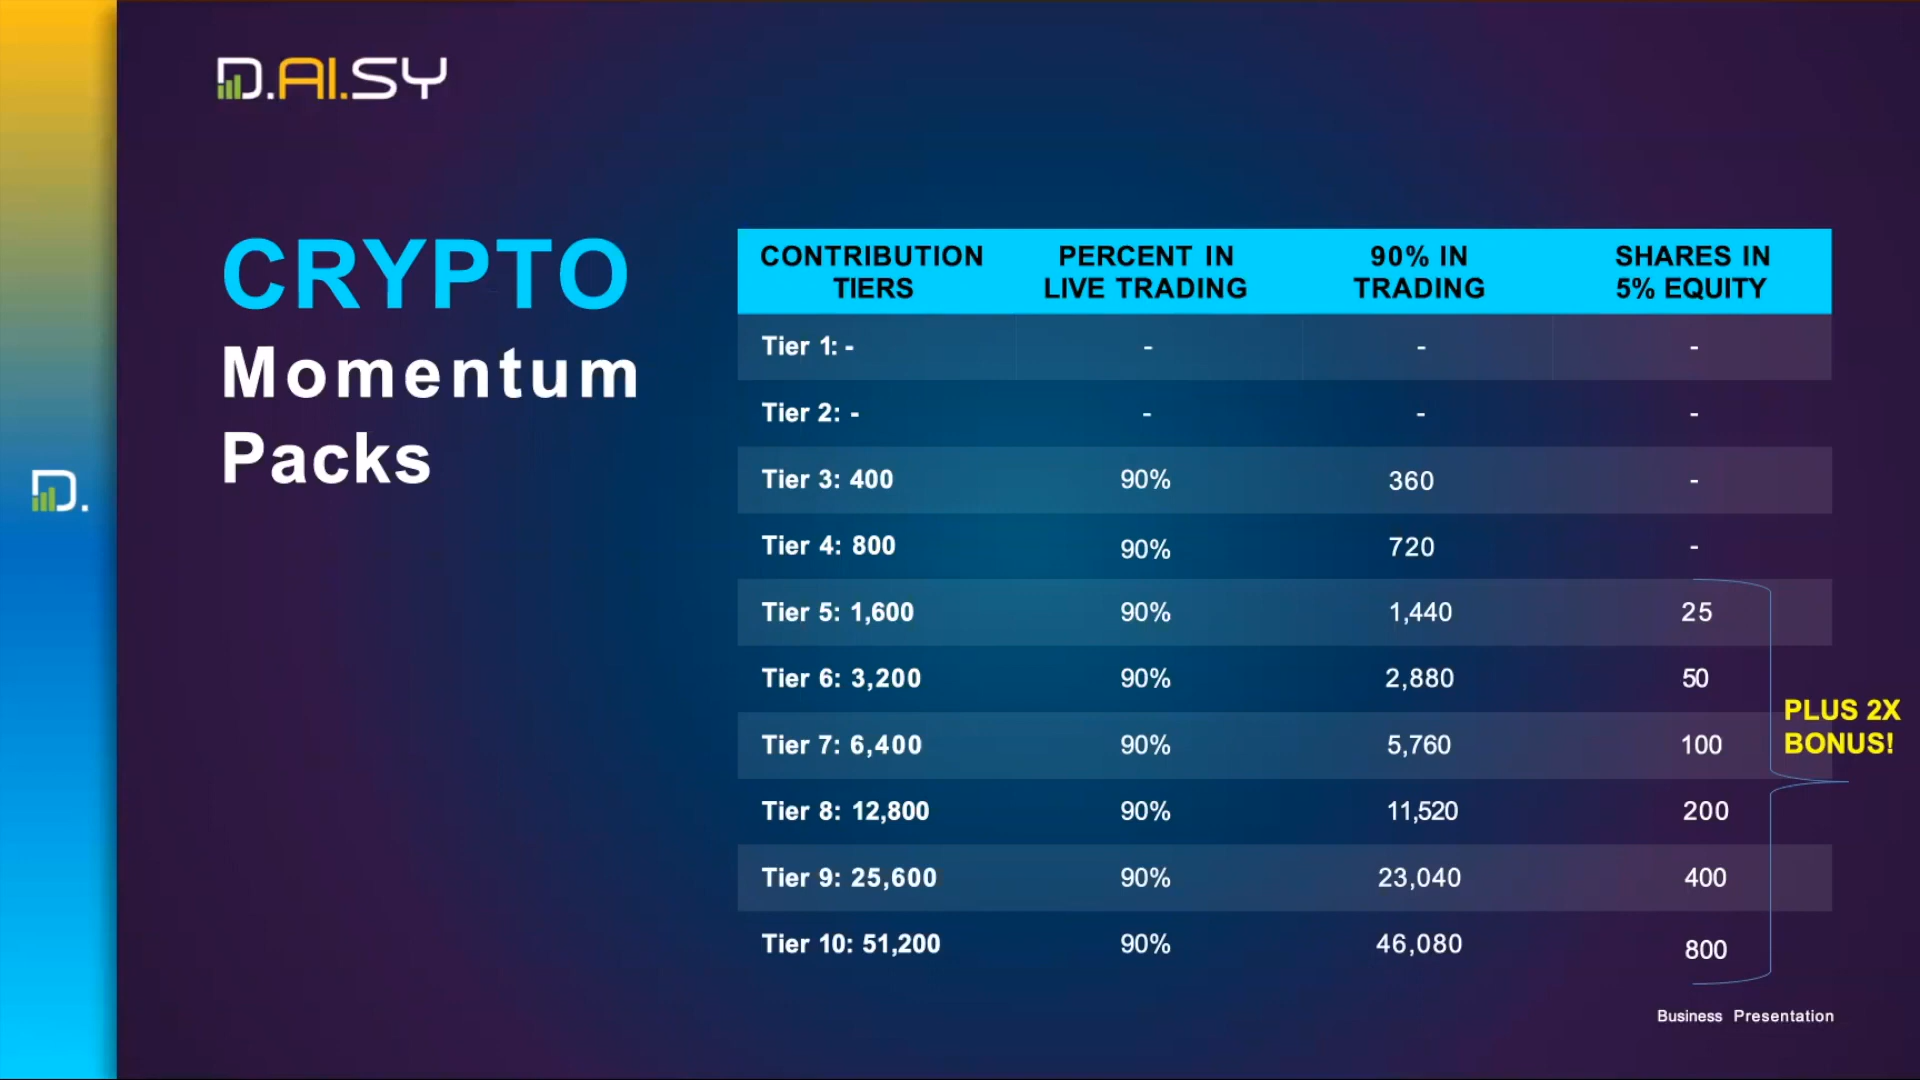 D.AI.SY
CRYPTO
Momentum
Packs
D.
CONTRIBUTION TIERS PERCENT IN LIVE TRADING 90% IN TRADING SHARES IN 5% EQUITY
Tier 1: - - - -
Tier 2: - - - -
Tier 3: 400 90% 360 -
Tier 4: 800 90% 720 -
Tier 5: 1,600 90% 1,440 25
Tier 6: 3,200 90% 2,880 50
Tier 7: 6,400 90% 5,760 100
Tier 8: 12,800 90% 11,520 200
Tier 9: 25,600 90% 23,040 400
Tier 10: 51,200 90% 46,080 800
PLUS 2X
BONUS!
Business Presentation